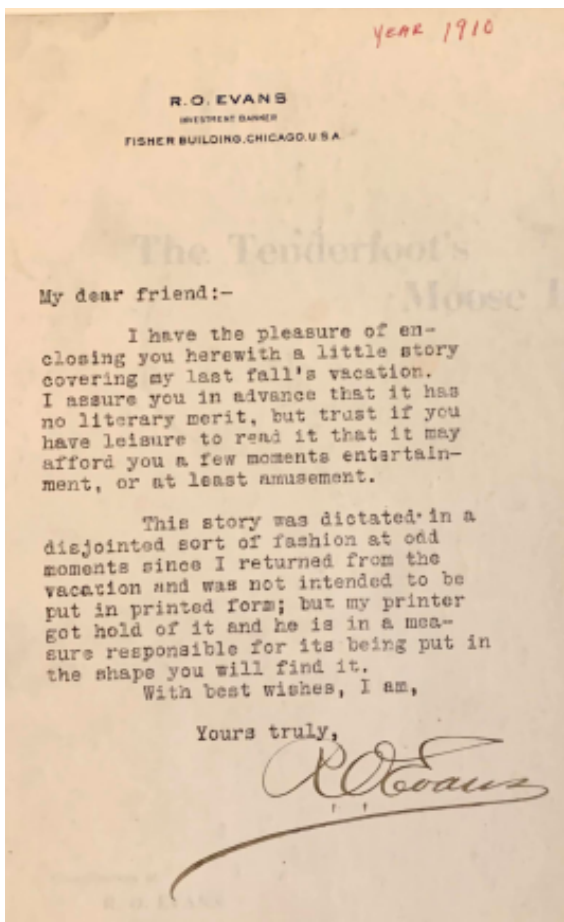 YEAR 1910
R.O. EVANS
INVESTMENT BANKER
FISHER BUILDING, CHICAGO, U S A
The Tenderfoot's
Moose
My dear friend:-
I have the pleasure of en-
closing you herewith a little story
covering my last fall's vacation.
I assure you in advance that it has
no literary merit, but trust if you
have leisure to read it that it may
afford you a few moments entertain-
ment, or at least amusement.
This story was dictated in a
disjointed sort of fashion at odd
moments since I returned from the
vacation and was not intended to be
put in printed form; but my printer
got hold of it and he is in a mea-
sure responsible for its being put in
the shape you will find it.
With best wishes, I am,
Yours truly,
R O Evans
R. O. EVANS